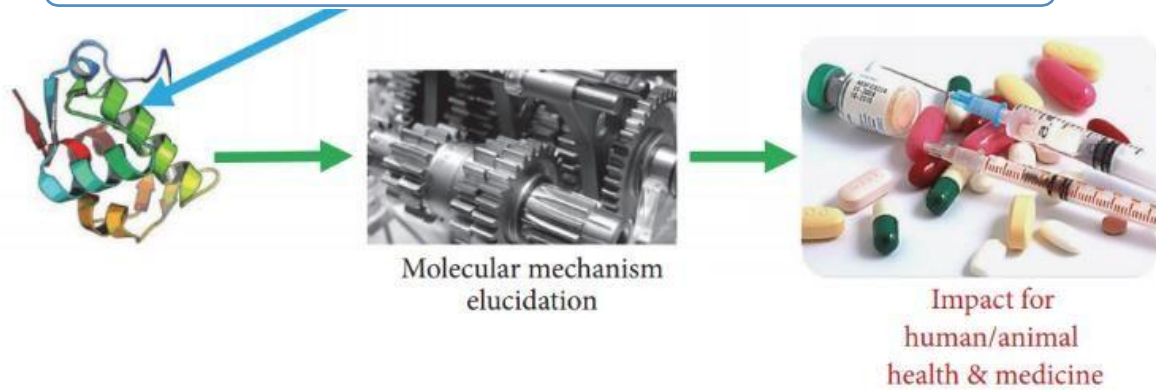 Molecular mechanism
elucidation
Impact for
human/animal
health & medicine